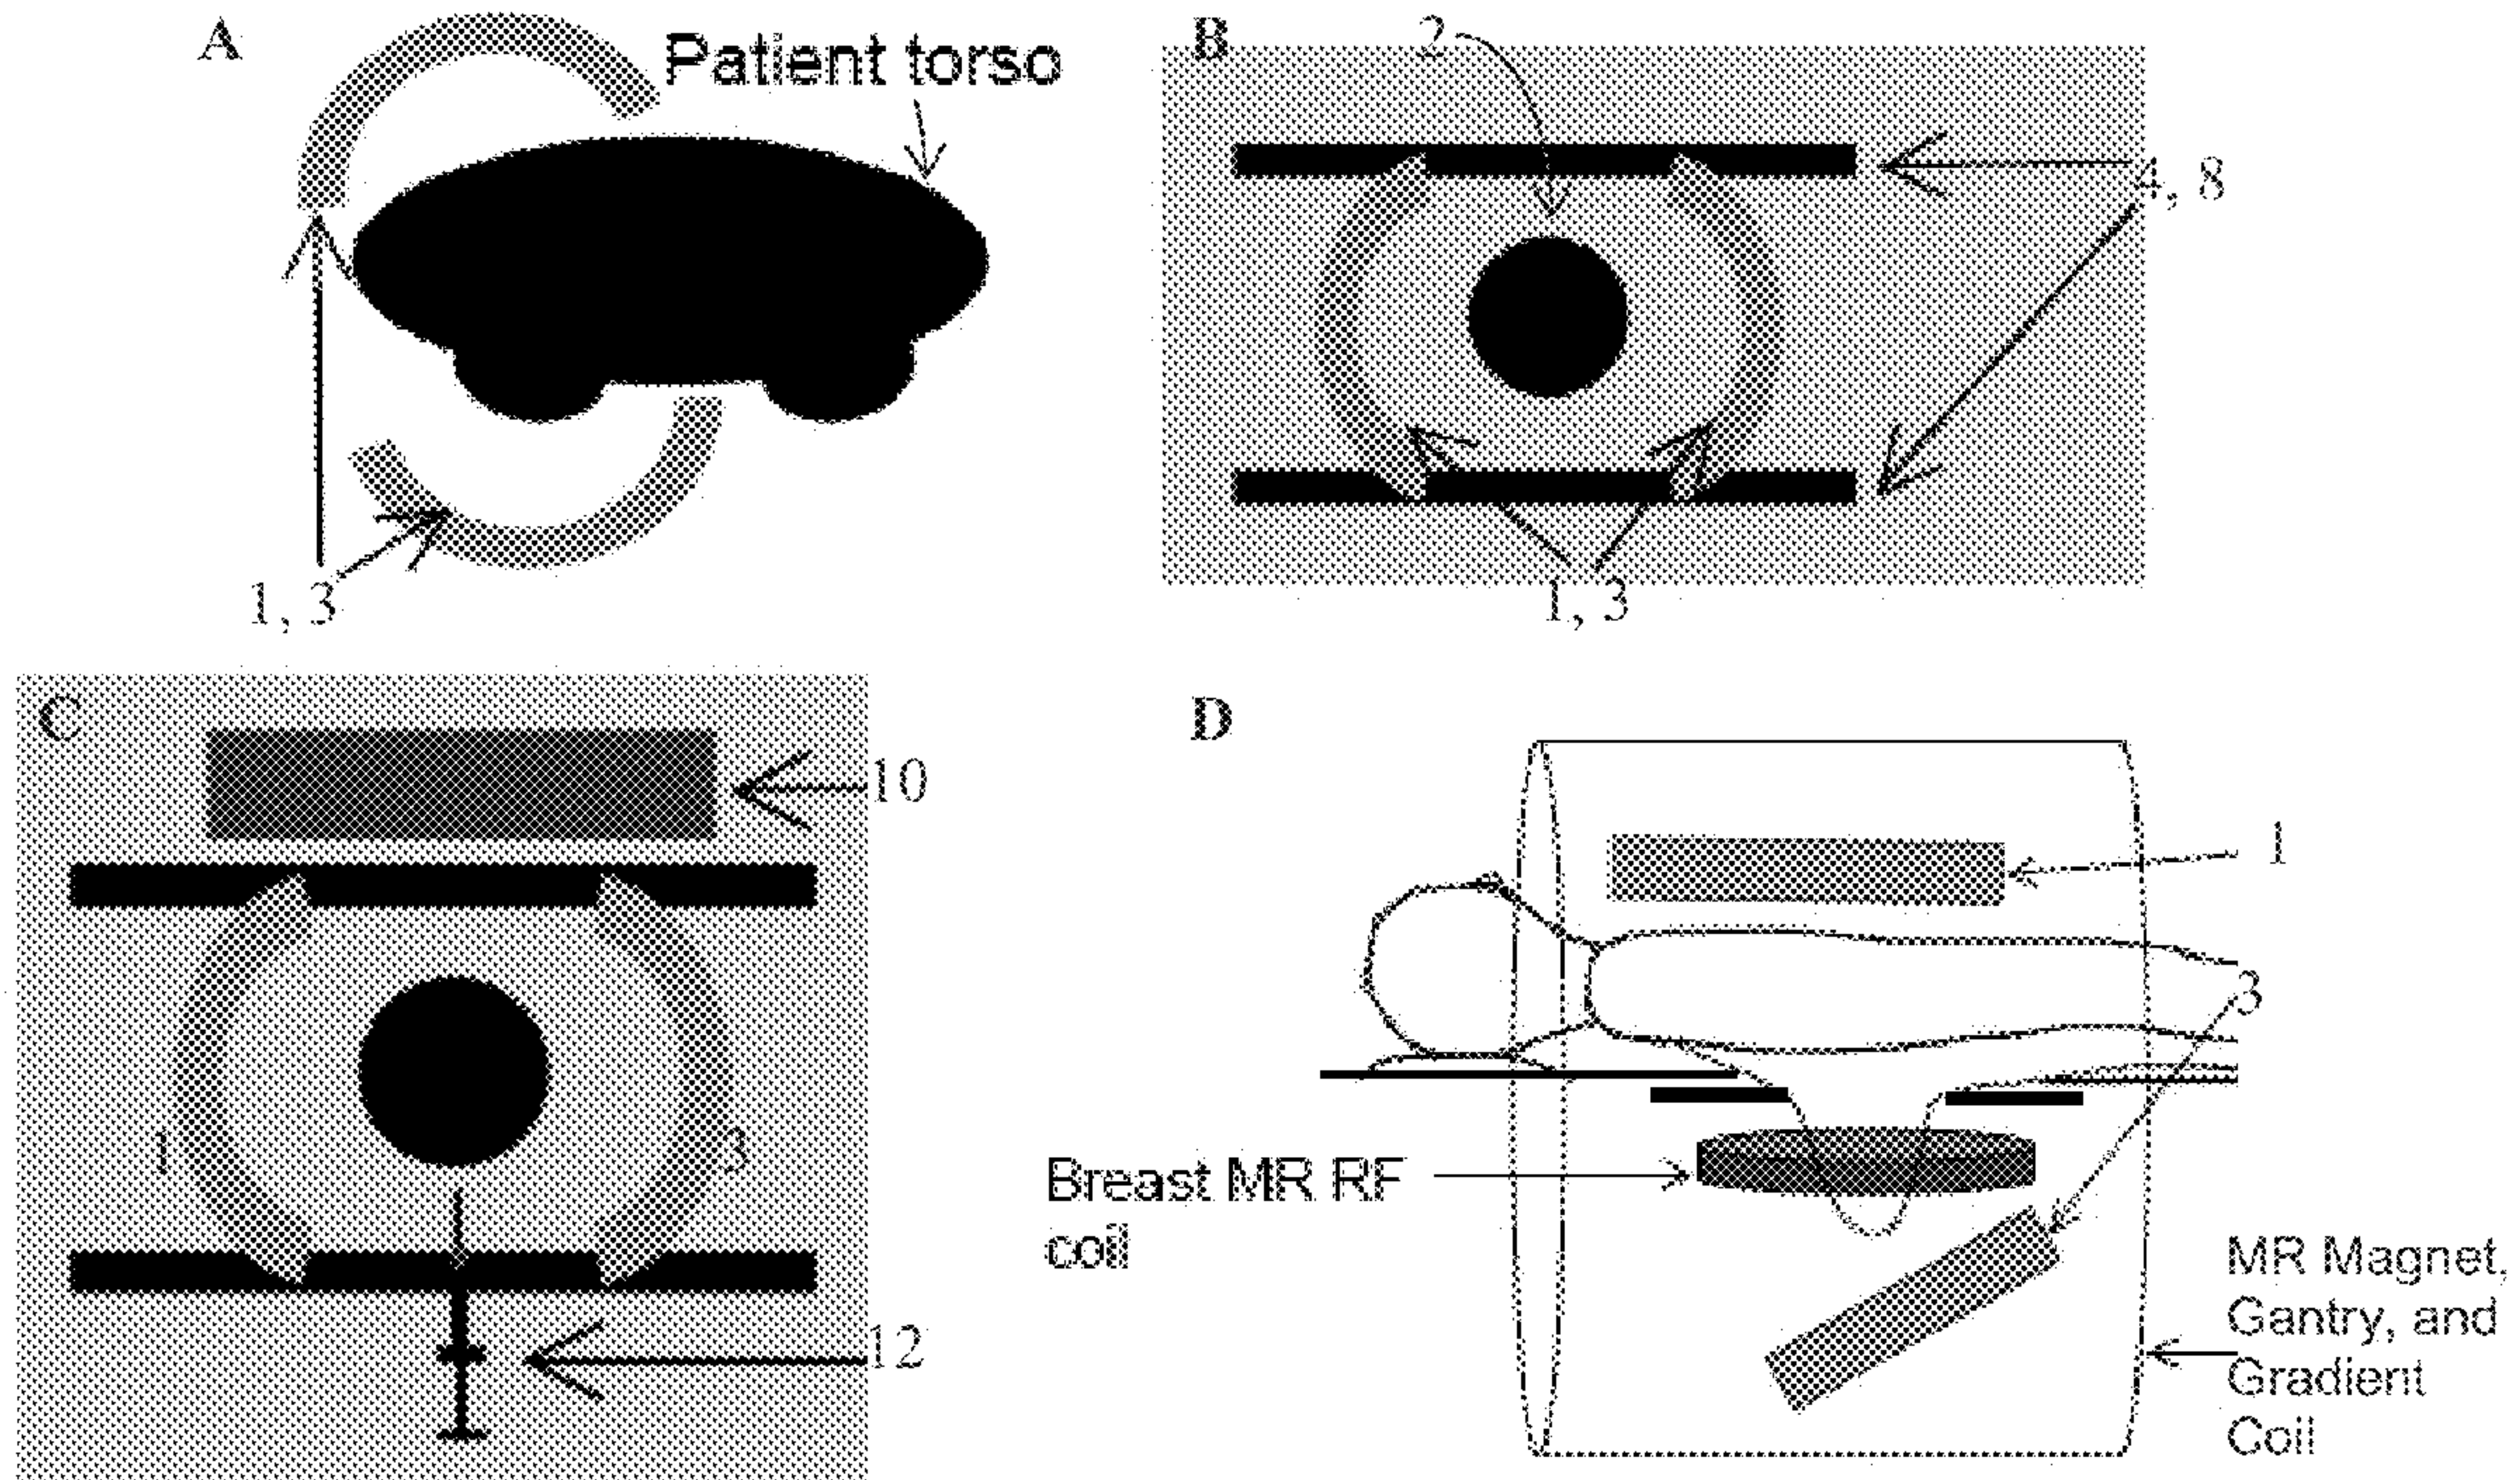 A
Patient torso
1, 3
B
2
4, 8
1, 3
C
10
1
3
12
D
1
3
Breast MR RF
coil
MR Magnet,
Gantry, and
Gradient
Coil